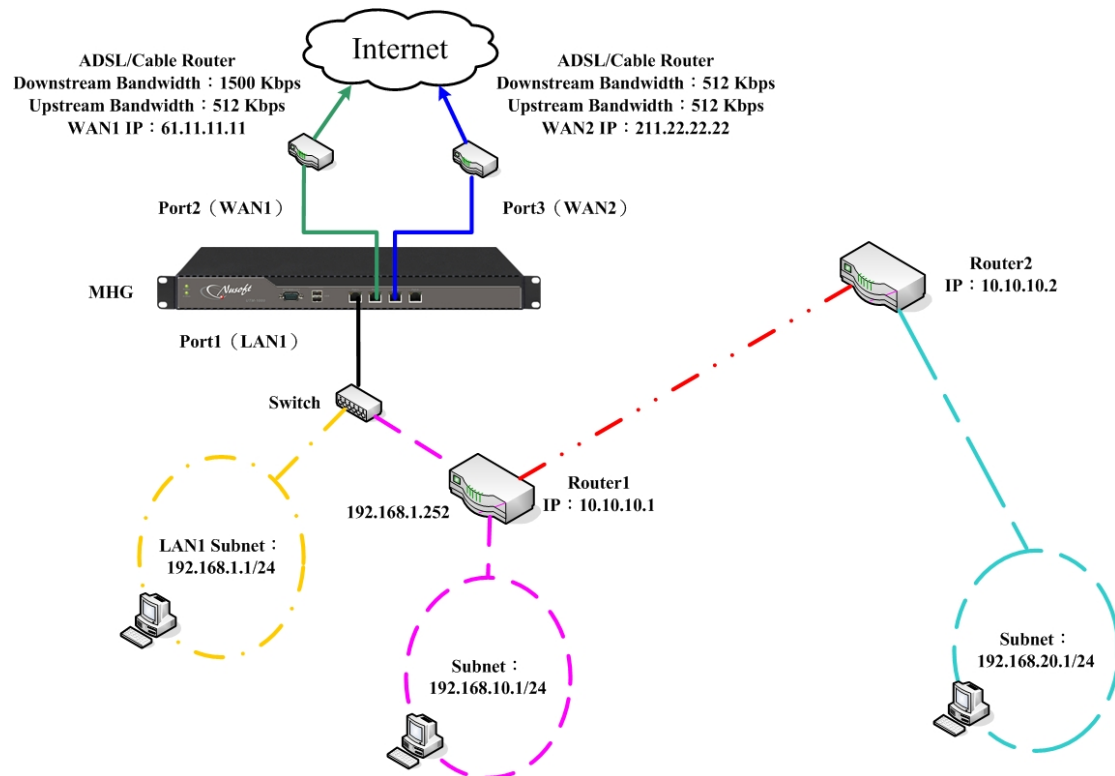 Internet
ADSL/Cable Router
Downstream Bandwidth：1500 Kbps
Upstream Bandwidth：512 Kbps
WAN1 IP：61.11.11.11
ADSL/Cable Router
Downstream Bandwidth：512 Kbps
Upstream Bandwidth：512 Kbps
WAN2 IP：211.22.22.22
Port2（WAN1）
Port3（WAN2）
MHG
Nusoft
Port1（LAN1）
Router2
IP：10.10.10.2
Switch
Router1
IP：10.10.10.1
192.168.1.252
LAN1 Subnet：
192.168.1.1/24
Subnet：
192.168.10.1/24
Subnet：
192.168.20.1/24